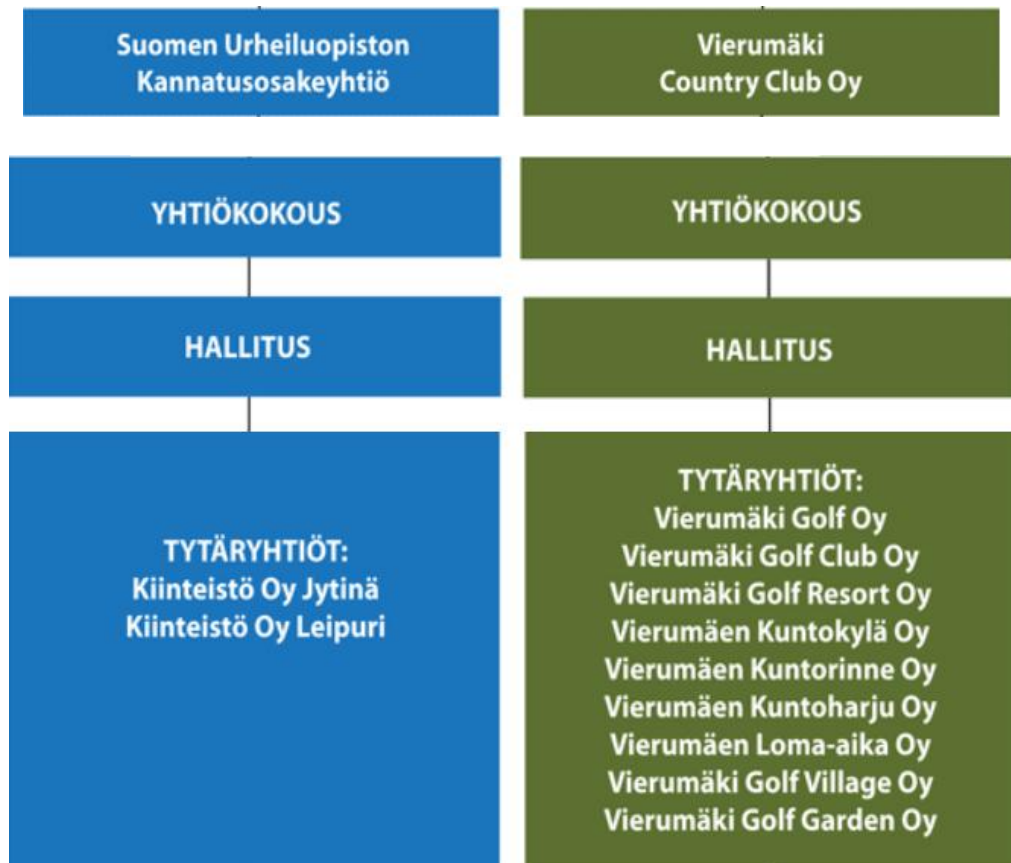 Suomen Urheiluopiston
Kannatusosakeyhtiö
YHTIÖKOKOUS
HALLITUS
TYTÄRYHTIÖT:
Kiinteistö Oy Jytinä
Kiinteistö Oy Leipuri
Vierumäki
Country Club Oy
YHTIÖKOKOUS
HALLITUS
TYTÄRYHTIÖT:
Vierumäki Golf Oy
Vierumäki Golf Club Oy
Vierumäki Golf Resort Oy
Vierumäen Kuntokylä Oy
Vierumäen Kuntorinne Oy
Vierumäen Kuntoharju Oy
Vierumäen Loma-aika Oy
Vierumäki Golf Village Oy
Vierumäki Golf Garden Oy